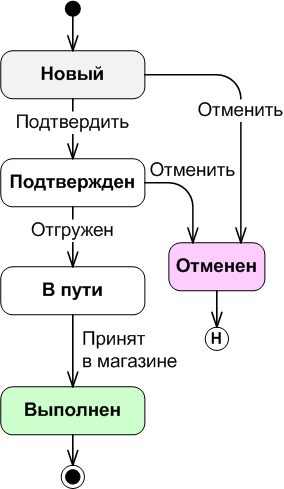 Новый
Отменить
Подтвердить
Подтвержден
Отменить
Отгружен
Отменен
В пути
H
Принят
в магазине
Выполнен